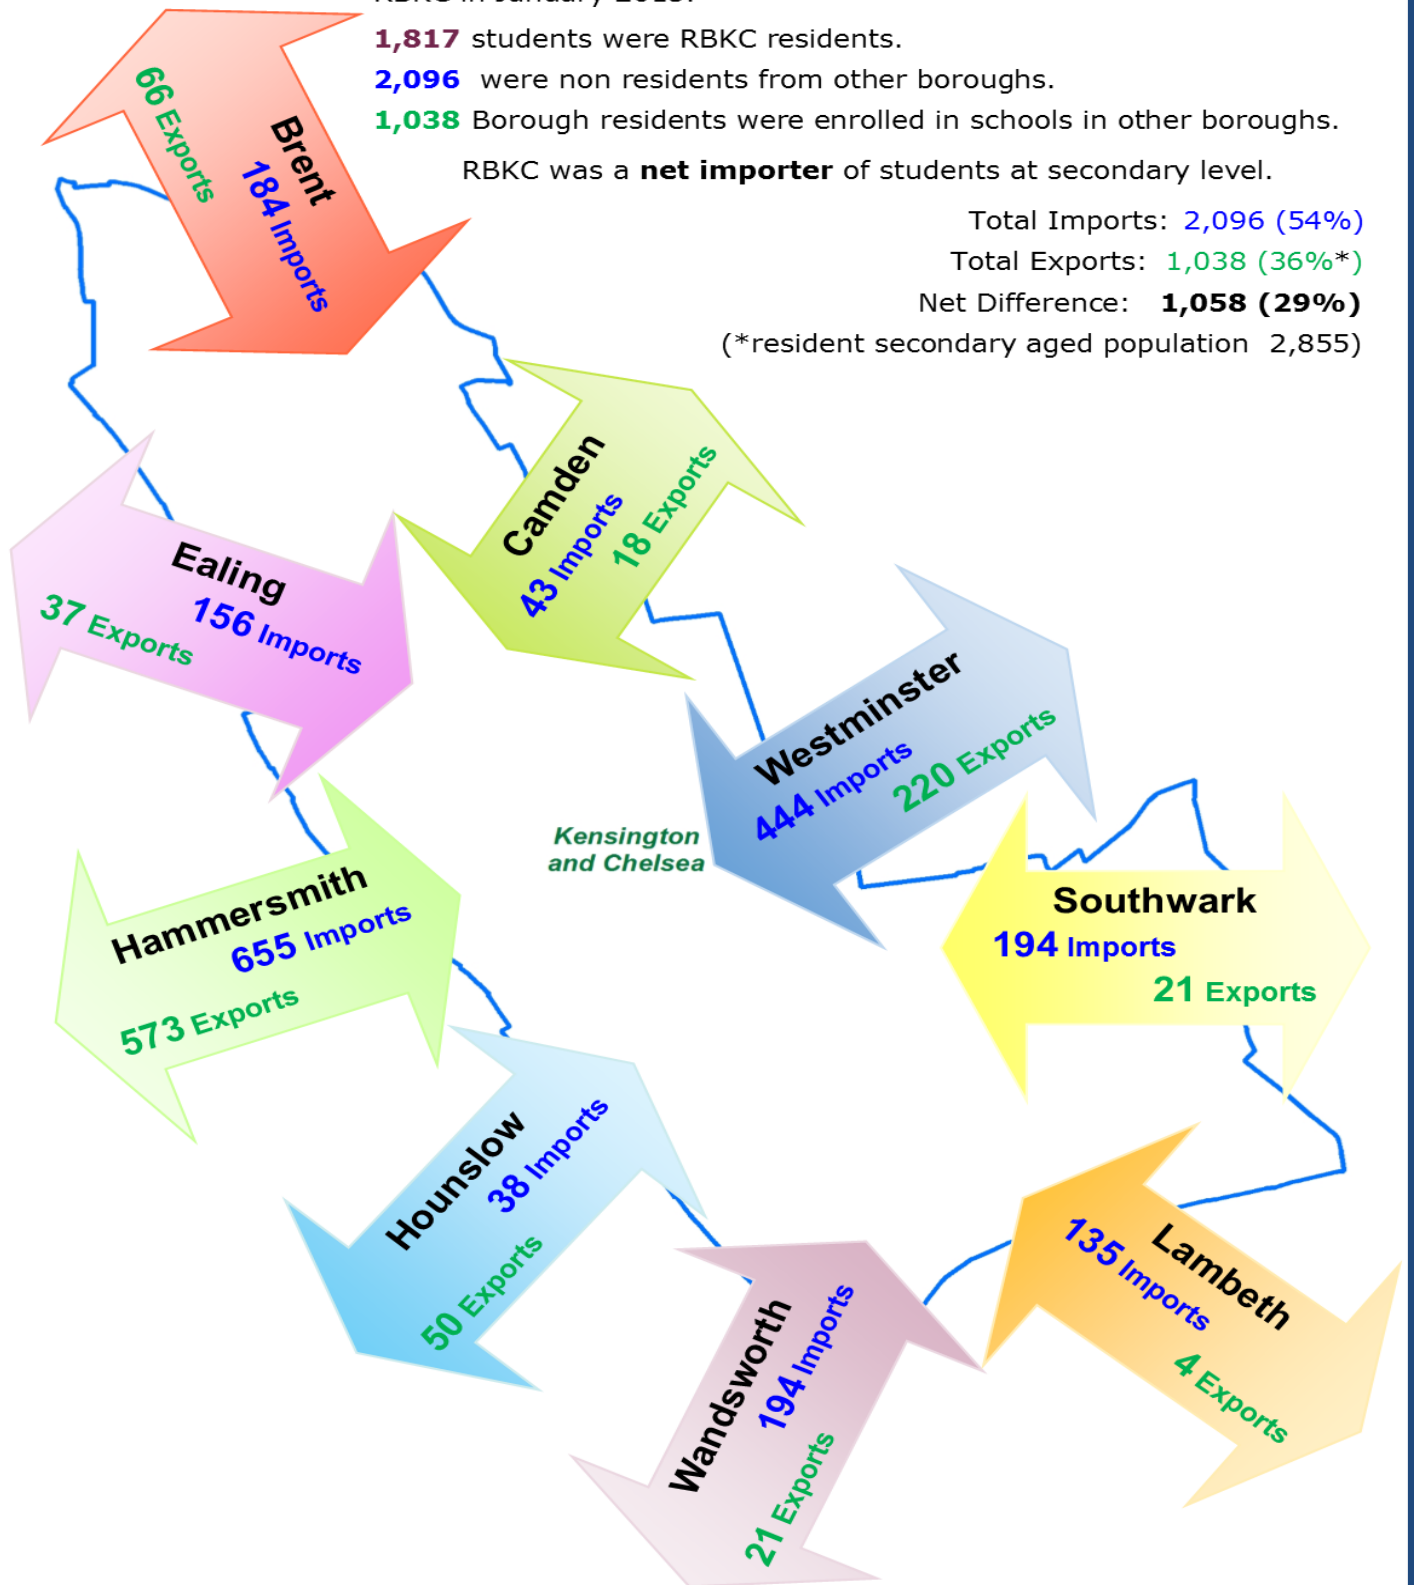 RBKC in January 2015.
1,817 students were RBKC residents.
2,096 were non residents from other boroughs.
1,038 Borough residents were enrolled in schools in other boroughs.
RBKC was a net importer of students at secondary level.
Total Imports: 2,096 (54%)
Total Exports: 1,038 (36%*)
Net Difference: 1,058 (29%)
(*resident secondary aged population 2,855)
Brent
184 Imports
66 Exports
Camden
43 Imports
18 Exports
Ealing
156 Imports
37 Exports
Westminster
444 Imports
220 Exports
Kensington
and Chelsea
Hammersmith
655 Imports
573 Exports
Southwark
194 Imports
21 Exports
Hounslow
38 Imports
50 Exports
Lambeth
135 Imports
4 Exports
Wandsworth
194 Imports
21 Exports